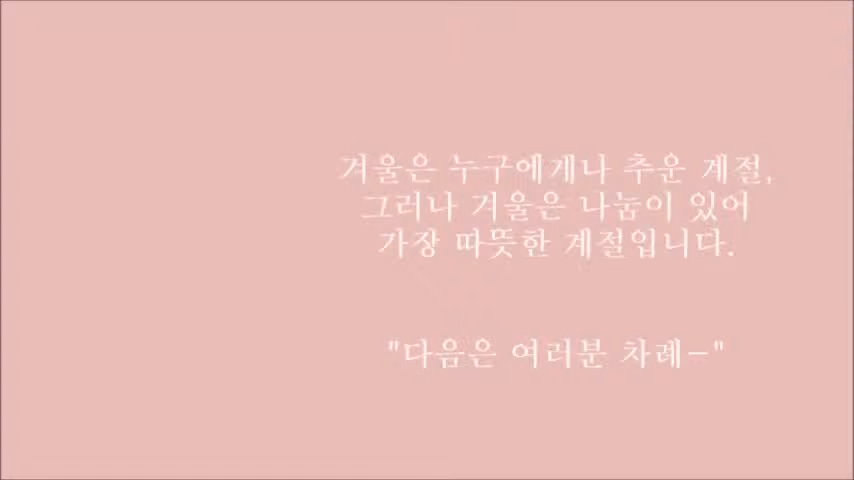 겨울은 누구에게나 추운 계절,
그러나 겨울은 나눔이 있어
가장 따뜻한 계절입니다.
"다음은 여러분 차례-"